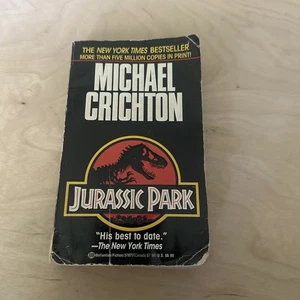 THE NEW YORK TIMES BESTSELLER
MORE THAN FIVE MILLION COPIES IN PRINT!
MICHAEL
CRICHTON
JURASSIC PARK
"His best to date."
—The New York Times